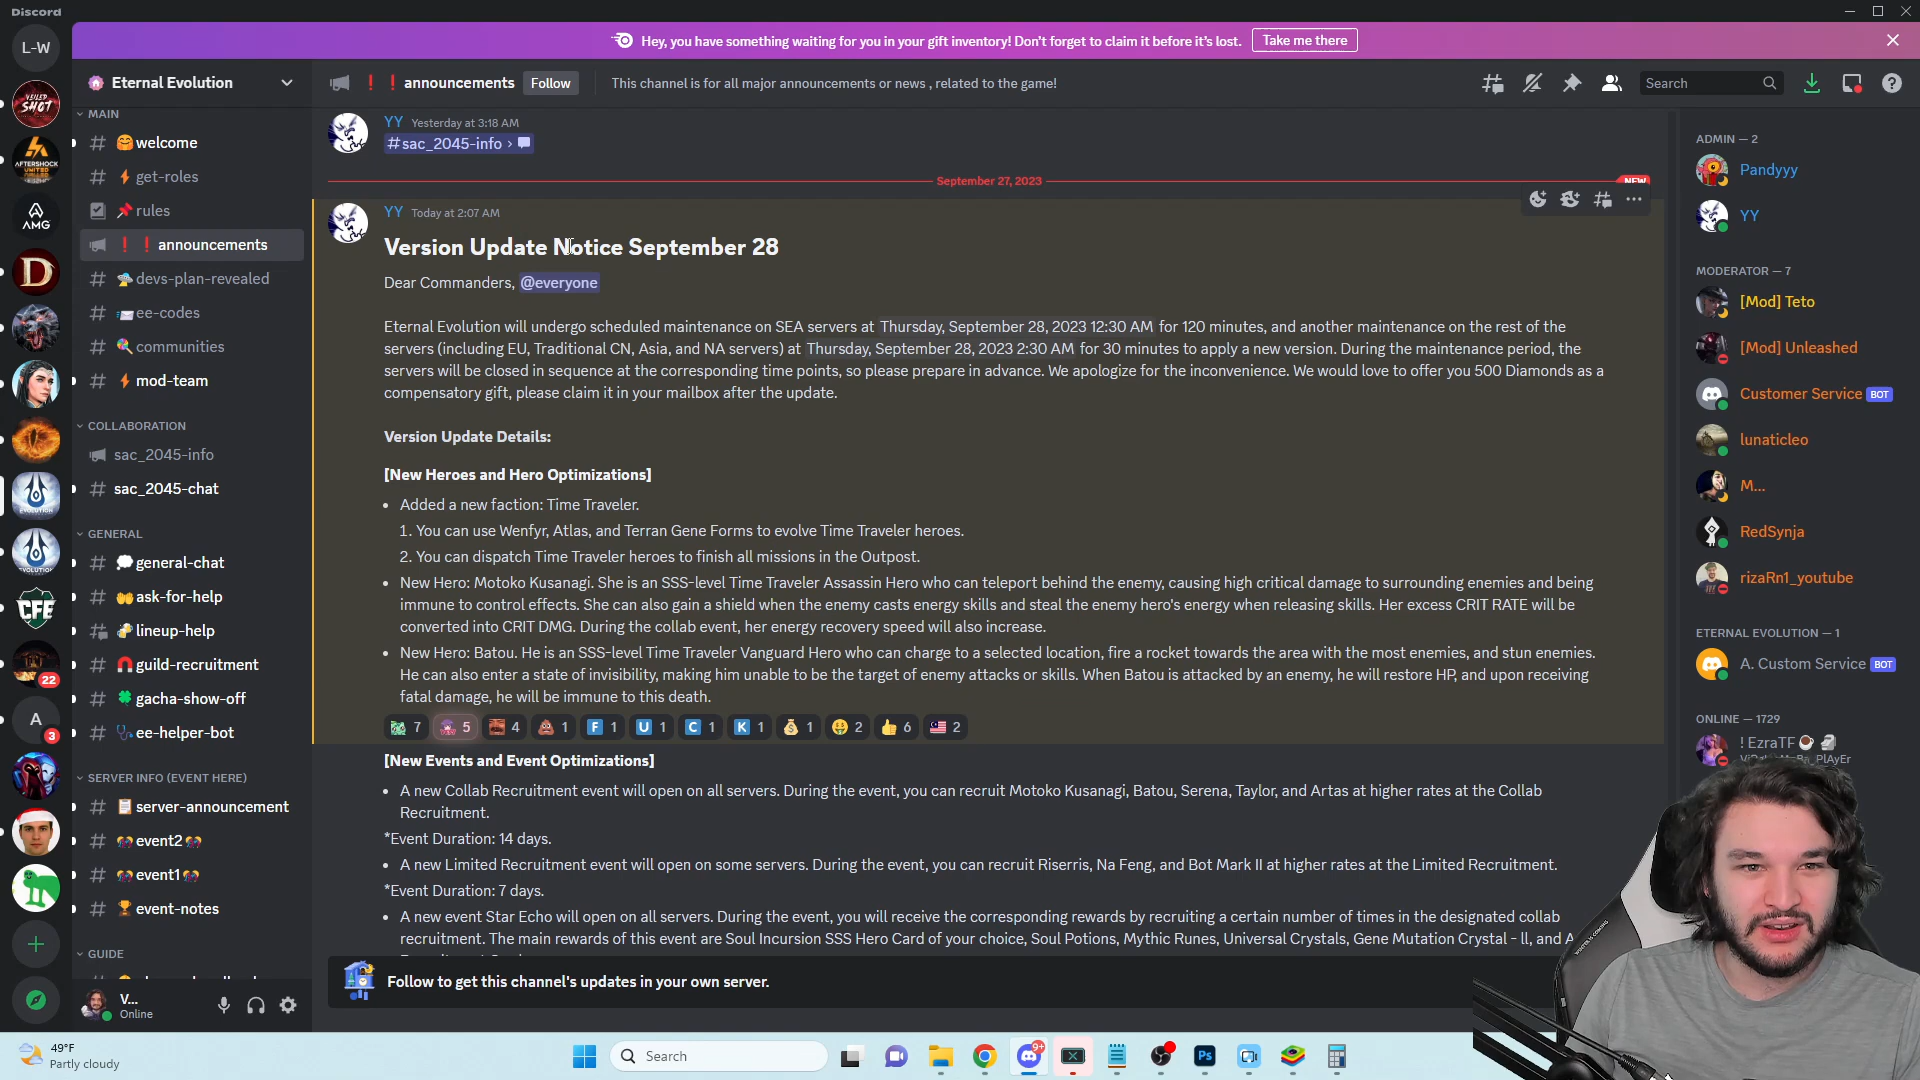 Discord
Hey, you have something waiting for you in your gift inventory! Don't forget to claim it before it's lost.
Take me there
L-W
Eternal Evolution
announcements
Follow
This channel is for all major announcements or news , related to the game!
Search
MAIN
welcome
get-roles
rules
announcements
devs-plan-revealed
ee-codes
communities
mod-team
COLLABORATION
sac_2045-info
sac_2045-chat
GENERAL
general-chat
ask-for-help
lineup-help
guild-recruitment
gacha-show-off
ee-helper-bot
SERVER INFO (EVENT HERE)
server-announcement
event2
event1
event-notes
GUIDE
VEILED SHOT
AFTERSHOCK
UNITED
AMG
D
EVOLUTION
EVOLUTION
CFE
22
A
3
V...
Online
YY Yesterday at 3:18 AM
#sac_2045-info ›
September 27, 2023
NEW
YY Today at 2:07 AM
Version Update Notice September 28
Dear Commanders, @everyone
Eternal Evolution will undergo scheduled maintenance on SEA servers at Thursday, September 28, 2023 12:30 AM for 120 minutes, and another maintenance on the rest of the
servers (including EU, Traditional CN, Asia, and NA servers) at Thursday, September 28, 2023 2:30 AM for 30 minutes to apply a new version. During the maintenance period, the
servers will be closed in sequence at the corresponding time points, so please prepare in advance. We apologize for the inconvenience. We would love to offer you 500 Diamonds as a
compensatory gift, please claim it in your mailbox after the update.
Version Update Details:
[New Heroes and Hero Optimizations]
• Added a new faction: Time Traveler.
1. You can use Wenfyr, Atlas, and Terran Gene Forms to evolve Time Traveler heroes.
2. You can dispatch Time Traveler heroes to finish all missions in the Outpost.
• New Hero: Motoko Kusanagi. She is an SSS-level Time Traveler Assassin Hero who can teleport behind the enemy, causing high critical damage to surrounding enemies and being
immune to control effects. She can also gain a shield when the enemy casts energy skills and steal the enemy hero's energy when releasing skills. Her excess CRIT RATE will be
converted into CRIT DMG. During the collab event, her energy recovery speed will also increase.
• New Hero: Batou. He is an SSS-level Time Traveler Vanguard Hero who can charge to a selected location, fire a rocket towards the area with the most enemies, and stun enemies.
He can also enter a state of invisibility, making him unable to be the target of enemy attacks or skills. When Batou is attacked by an enemy, he will restore HP, and upon receiving
fatal damage, he will be immune to this death.
7 5 4 1 F 1 U 1 C 1 K 1 1 2 6 2
[New Events and Event Optimizations]
• A new Collab Recruitment event will open on all servers. During the event, you can recruit Motoko Kusanagi, Batou, Serena, Taylor, and Artas at higher rates at the Collab
Recruitment.
*Event Duration: 14 days.
• A new Limited Recruitment event will open on some servers. During the event, you can recruit Riserris, Na Feng, and Bot Mark II at higher rates at the Limited Recruitment.
*Event Duration: 7 days.
• A new event Star Echo will open on all servers. During the event, you will receive the corresponding rewards by recruiting a certain number of times in the designated collab
recruitment. The main rewards of this event are Soul Incursion SSS Hero Card of your choice, Soul Potions, Mythic Runes, Universal Crystals, Gene Mutation Crystal - ll, and A
Follow to get this channel's updates in your own server.
ADMIN — 2
Pandyyy
YY
MODERATOR — 7
[Mod] Teto
[Mod] Unleashed
Customer Service BOT
lunaticleo
M...
RedSynja
rizaRn1_youtube
ETERNAL EVOLUTION — 1
A. Custom Service BOT
ONLINE — 1729
! EzraTF
49°F
Partly cloudy
Search
9+
Ps